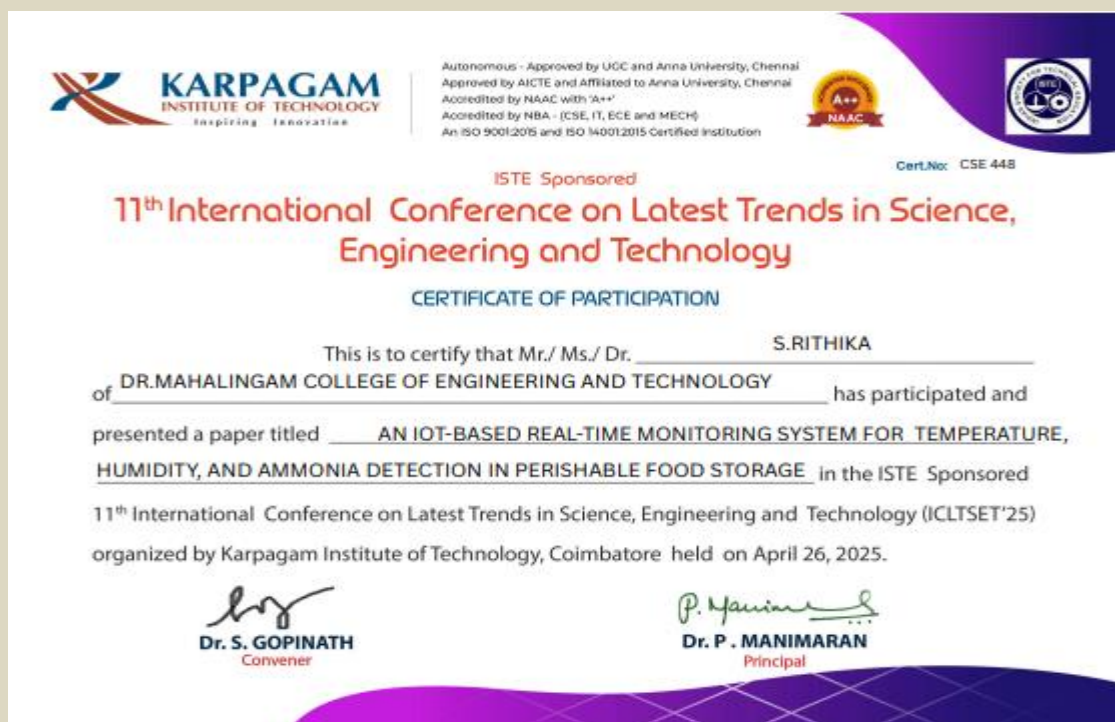 KARPAGAM
INSTITUTE OF TECHNOLOGY
Inspiring Innovation
Autonomous - Approved by UGC and Anna University, Chennai
Approved by AICTE and Affiliated to Anna University, Chennai
Accredited by NAAC with 'A++'
Accredited by NBA - (CSE, IT, ECE and MECH)
An ISO 9001:2015 and ISO 14001:2015 Certified Institution
A++
NAAC
ISTE
Cert.No: CSE 448
ISTE Sponsored
11th International Conference on Latest Trends in Science,
Engineering and Technology
CERTIFICATE OF PARTICIPATION
This is to certify that Mr./ Ms./ Dr. S.RITHIKA
of DR.MAHALINGAM COLLEGE OF ENGINEERING AND TECHNOLOGY has participated and
presented a paper titled AN IOT-BASED REAL-TIME MONITORING SYSTEM FOR TEMPERATURE,
HUMIDITY, AND AMMONIA DETECTION IN PERISHABLE FOOD STORAGE in the ISTE Sponsored
11th International Conference on Latest Trends in Science, Engineering and Technology (ICLTSET'25)
organized by Karpagam Institute of Technology, Coimbatore held on April 26, 2025.
Dr. S. GOPINATH
Convener
P. Manim
Dr. P . MANIMARAN
Principal